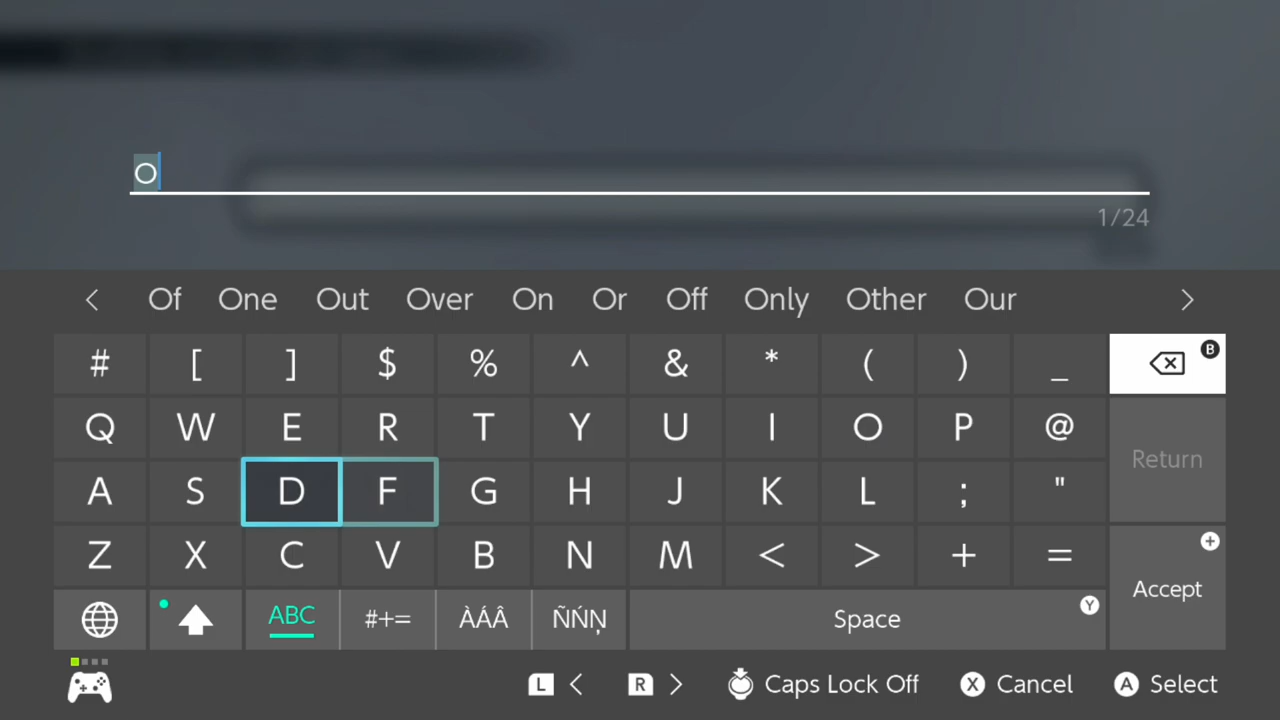 O
1/24
Of One Out Over On Or Off Only Other Our
# [ ] $ % ^ & * ( ) _ B
Q W E R T Y U I O P @ Return
A S D F G H J K L ; "
Z X C V B N M < > + = + Accept
ABC #+= ÀÁÂ ÑŃŅ Space Y
L < R > Caps Lock Off X Cancel A Select